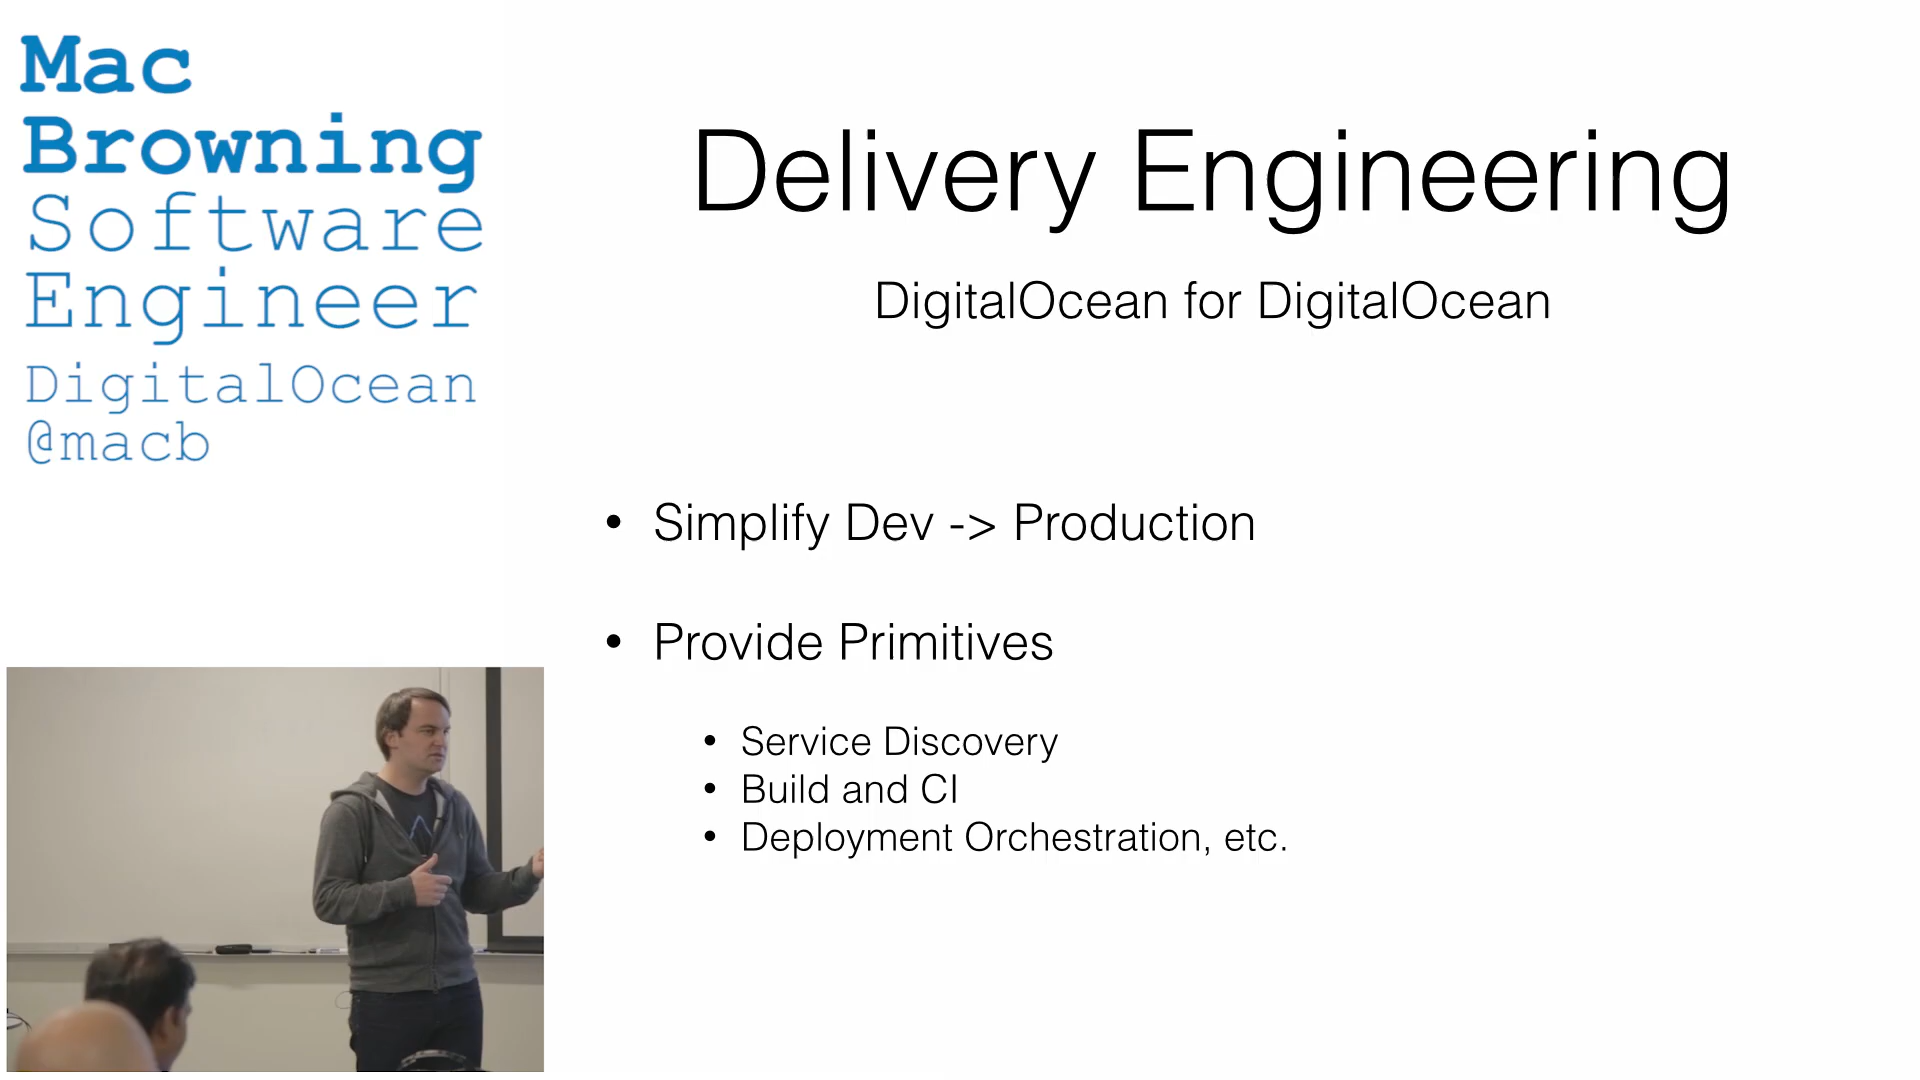 Mac
Browning
Software
Engineer
DigitalOcean
@macb
Delivery Engineering
DigitalOcean for DigitalOcean
• Simplify Dev -> Production
• Provide Primitives
• Service Discovery
• Build and CI
• Deployment Orchestration, etc.